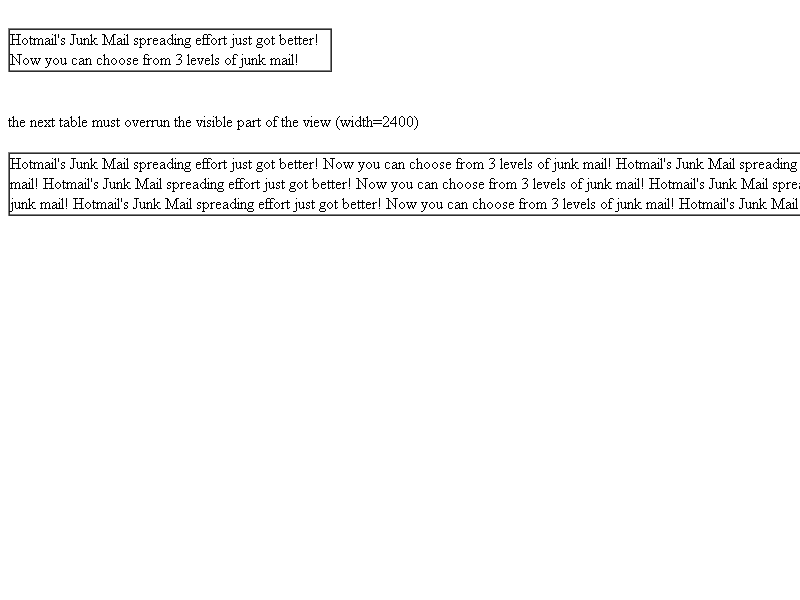 Hotmail's Junk Mail spreading effort just got better!
Now you can choose from 3 levels of junk mail!
the next table must overrun the visible part of the view (width=2400)
Hotmail's Junk Mail spreading effort just got better! Now you can choose from 3 levels of junk mail! Hotmail's Junk Mail spreading
mail! Hotmail's Junk Mail spreading effort just got better! Now you can choose from 3 levels of junk mail! Hotmail's Junk Mail sprea
junk mail! Hotmail's Junk Mail spreading effort just got better! Now you can choose from 3 levels of junk mail! Hotmail's Junk Mail